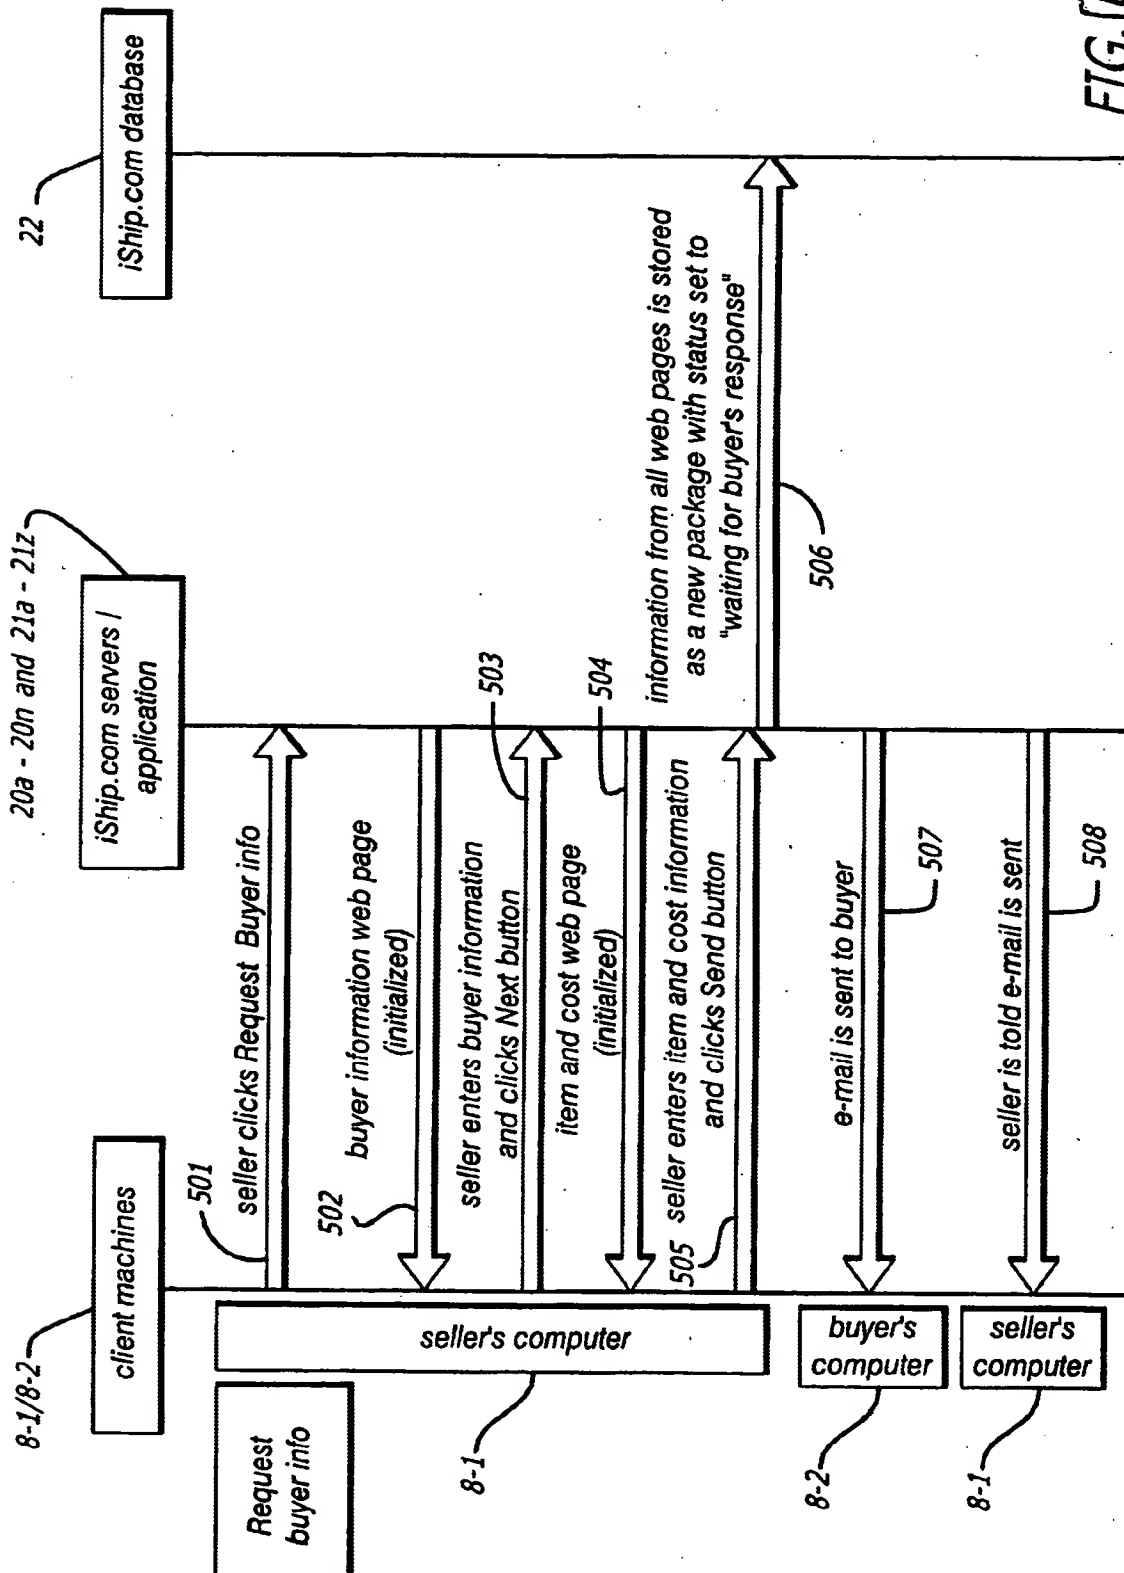 8-1/8-2
client machines
20a - 20n and 21a - 21z
iShip.com servers /
application
22
iShip.com database
Request
buyer info
seller's computer
8-1
501
seller clicks Request Buyer info
502
buyer information web page
(initialized)
seller enters buyer information
and clicks Next button
503
item and cost web page
(initialized)
504
505
seller enters item and cost information
and clicks Send button
information from all web pages is stored
as a new package with status set to
"waiting for buyer's response"
506
buyer's
computer
8-2
e-mail is sent to buyer
507
seller's
computer
8-1
seller is told e-mail is sent
508
FIG.